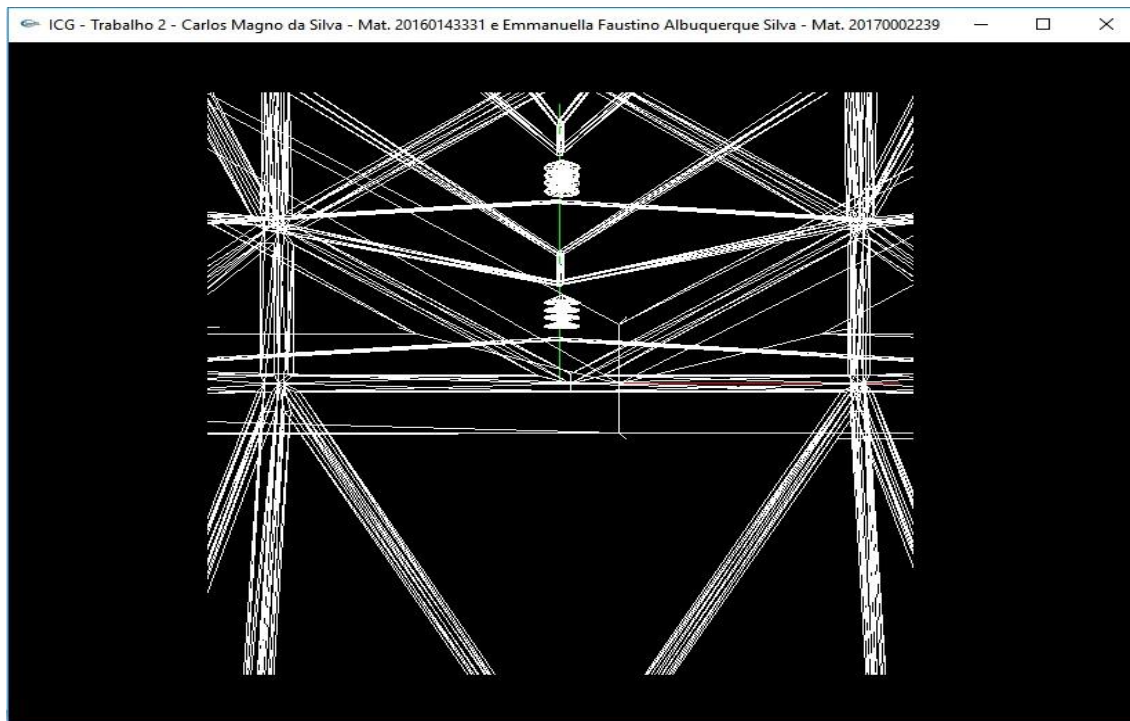 ICG - Trabalho 2 - Carlos Magno da Silva - Mat. 20160143331 e Emmanuella Faustino Albuquerque Silva - Mat. 20170002239